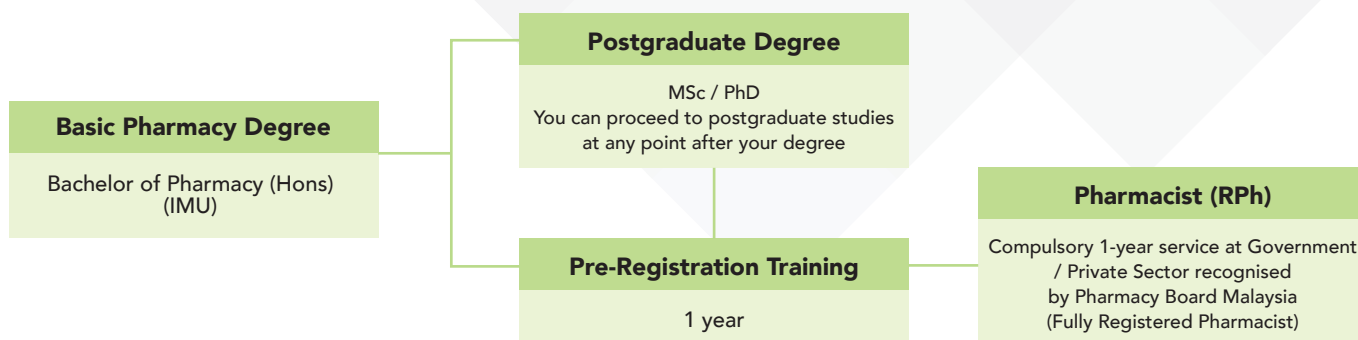 Basic Pharmacy Degree
Bachelor of Pharmacy (Hons)
(IMU)
Postgraduate Degree
MSc / PhD
You can proceed to postgraduate studies
at any point after your degree
Pre-Registration Training
1 year
Pharmacist (RPh)
Compulsory 1-year service at Government
/ Private Sector recognised
by Pharmacy Board Malaysia
(Fully Registered Pharmacist)